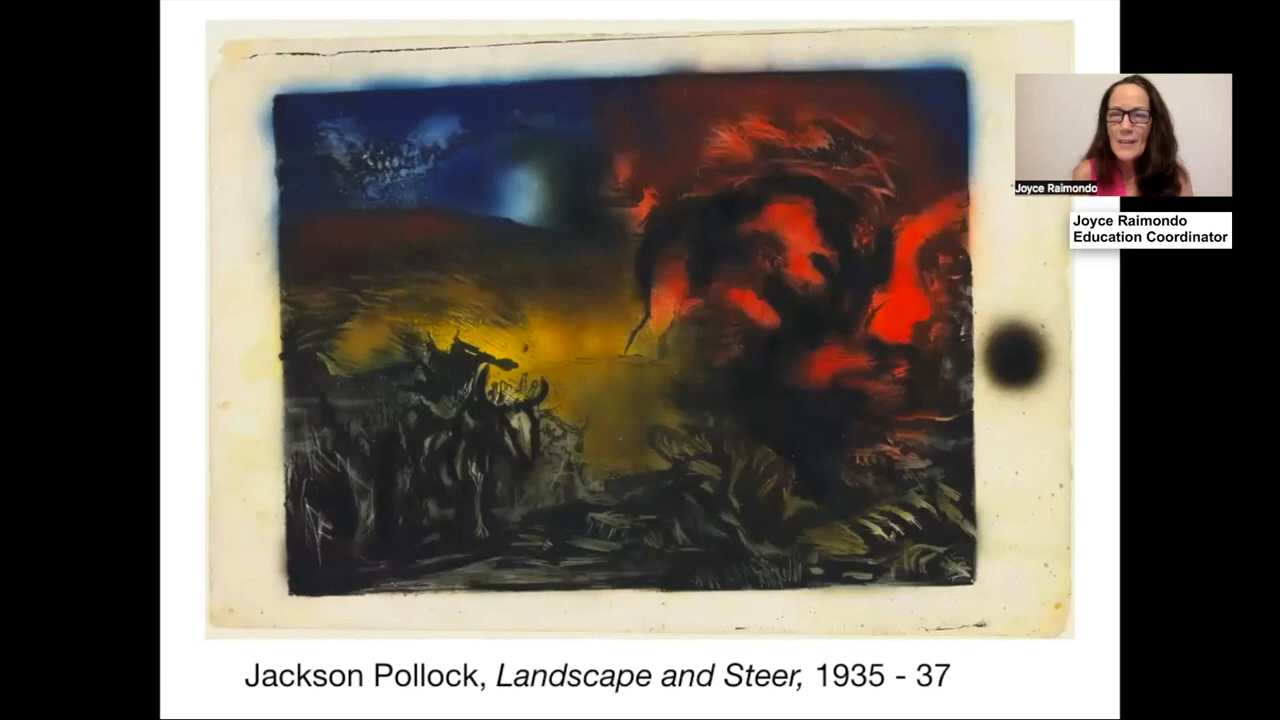 Joyce Raimondo
Joyce Raimondo
Education Coordinator
Jackson Pollock, Landscape and Steer, 1935 - 37